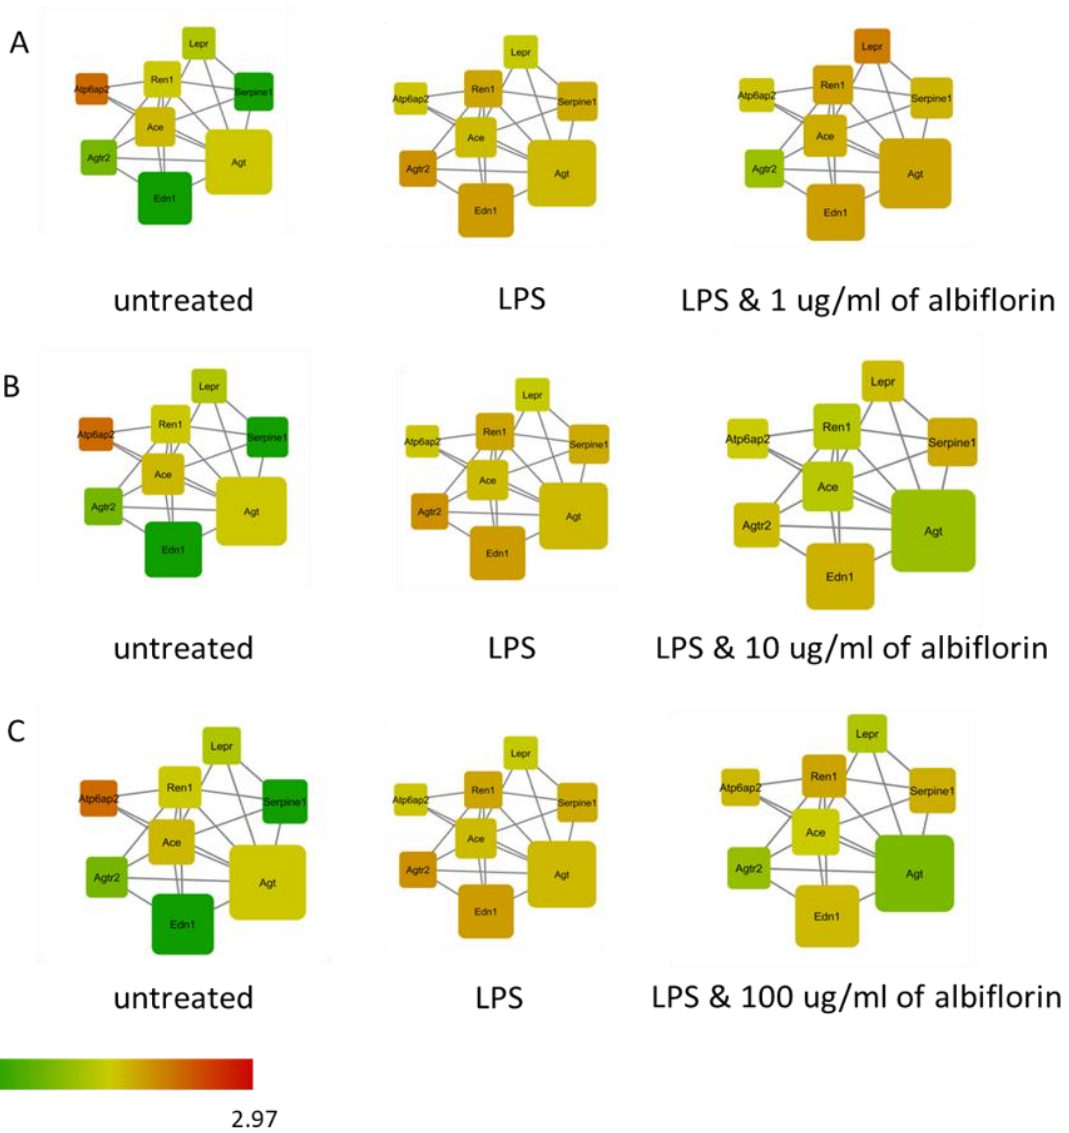 A
Lepr
Atp6ap2
Ren1
Serpine1
Ace
Agtr2
Agt
Edn1
Lepr
Atp6ap2
Ren1
Serpine1
Ace
Agtr2
Agt
Edn1
Lepr
Atp6ap2
Ren1
Serpine1
Ace
Agtr2
Agt
Edn1
untreated
LPS
LPS & 1 ug/ml of albiflorin
B
Lepr
Atp6ap2
Ren1
Serpine1
Ace
Agtr2
Agt
Edn1
Lepr
Atp6ap2
Ren1
Serpine1
Ace
Agtr2
Agt
Edn1
Lepr
Atp6ap2
Ren1
Serpine1
Ace
Agtr2
Agt
Edn1
untreated
LPS
LPS & 10 ug/ml of albiflorin
C
Lepr
Atp6ap2
Ren1
Serpine1
Ace
Agtr2
Agt
Edn1
Lepr
Atp6ap2
Ren1
Serpine1
Ace
Agtr2
Agt
Edn1
Lepr
Atp6ap2
Ren1
Serpine1
Ace
Agtr2
Agt
Edn1
untreated
LPS
LPS & 100 ug/ml of albiflorin
2.97